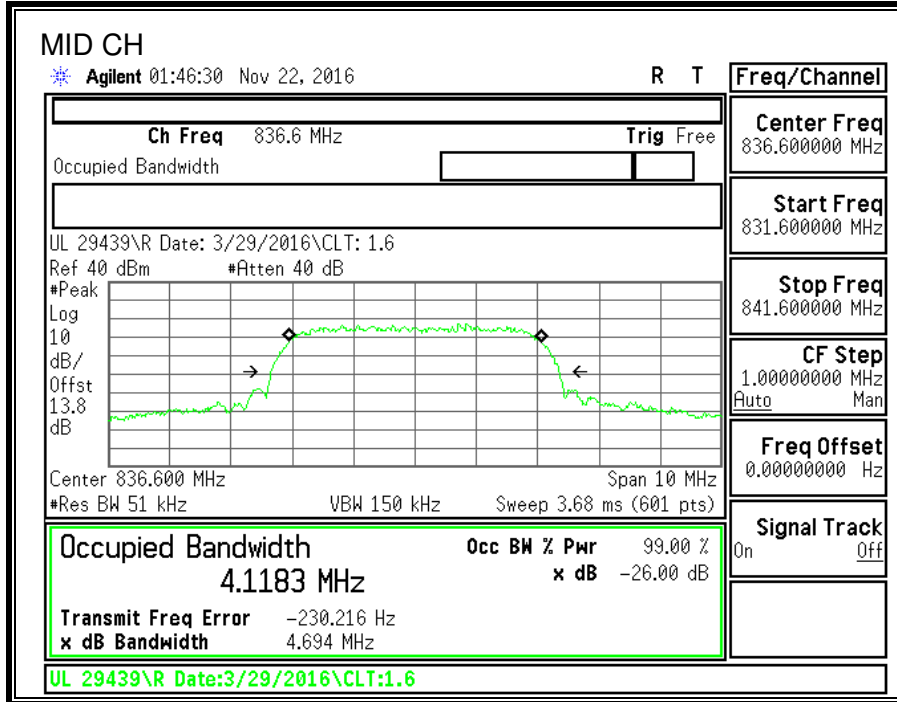 MID CH
Agilent 01:46:30 Nov 22, 2016 R T
Freq/Channel
Ch Freq 836.6 MHz Trig Free
Occupied Bandwidth
Center Freq
836.600000 MHz
Start Freq
831.600000 MHz
UL 29439\R Date: 3/29/2016\CLT: 1.6
Ref 40 dBm #Atten 40 dB
#Peak
Log
10
dB/
Offst
13.8
dB
Stop Freq
841.600000 MHz
CF Step
1.00000000 MHz
Auto Man
Freq Offset
0.00000000 Hz
Center 836.600 MHz Span 10 MHz
#Res BW 51 kHz VBW 150 kHz Sweep 3.68 ms (601 pts)
Signal Track
On Off
Occupied Bandwidth Occ BW % Pwr 99.00 %
4.1183 MHz x dB -26.00 dB
Transmit Freq Error -230.216 Hz
x dB Bandwidth 4.694 MHz
UL 29439\R Date:3/29/2016\CLT:1.6